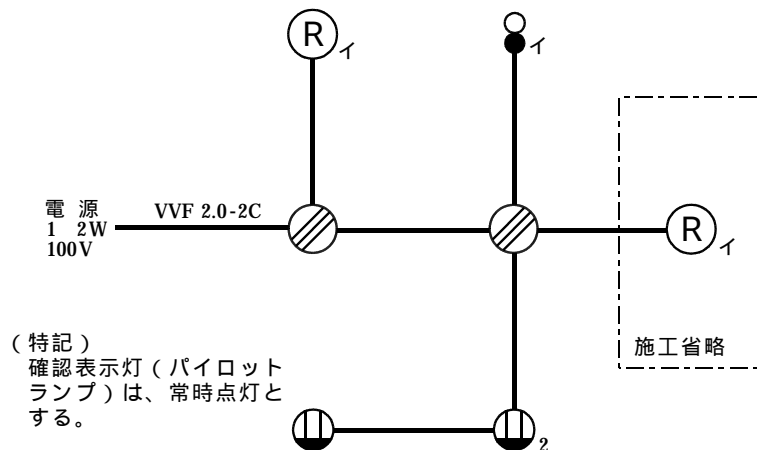 R イ
イ
電 源
1 2W
100V
VVF 2.0-2C
R イ
施工省略
(特記)
確認表示灯(パイロット
ランプ)は、常時点灯と
する。
2